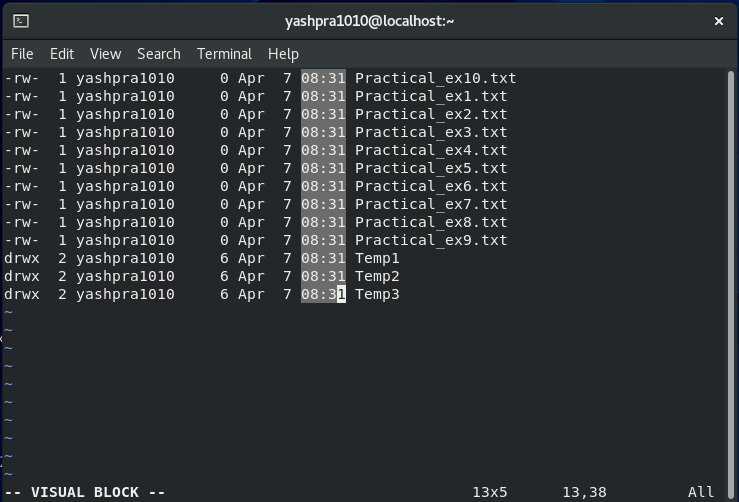 yashpra1010@localhost:~
File Edit View Search Terminal Help
-rw-  1 yashpra1010     0 Apr  7 08:31 Practical_ex10.txt
-rw-  1 yashpra1010     0 Apr  7 08:31 Practical_ex1.txt
-rw-  1 yashpra1010     0 Apr  7 08:31 Practical_ex2.txt
-rw-  1 yashpra1010     0 Apr  7 08:31 Practical_ex3.txt
-rw-  1 yashpra1010     0 Apr  7 08:31 Practical_ex4.txt
-rw-  1 yashpra1010     0 Apr  7 08:31 Practical_ex5.txt
-rw-  1 yashpra1010     0 Apr  7 08:31 Practical_ex6.txt
-rw-  1 yashpra1010     0 Apr  7 08:31 Practical_ex7.txt
-rw-  1 yashpra1010     0 Apr  7 08:31 Practical_ex8.txt
-rw-  1 yashpra1010     0 Apr  7 08:31 Practical_ex9.txt
drwx  2 yashpra1010     6 Apr  7 08:31 Temp1
drwx  2 yashpra1010     6 Apr  7 08:31 Temp2
drwx  2 yashpra1010     6 Apr  7 08:31 Temp3
~
~
~
~
~
~
~
~
~
~
-- VISUAL BLOCK -- 13x5 13,38 All